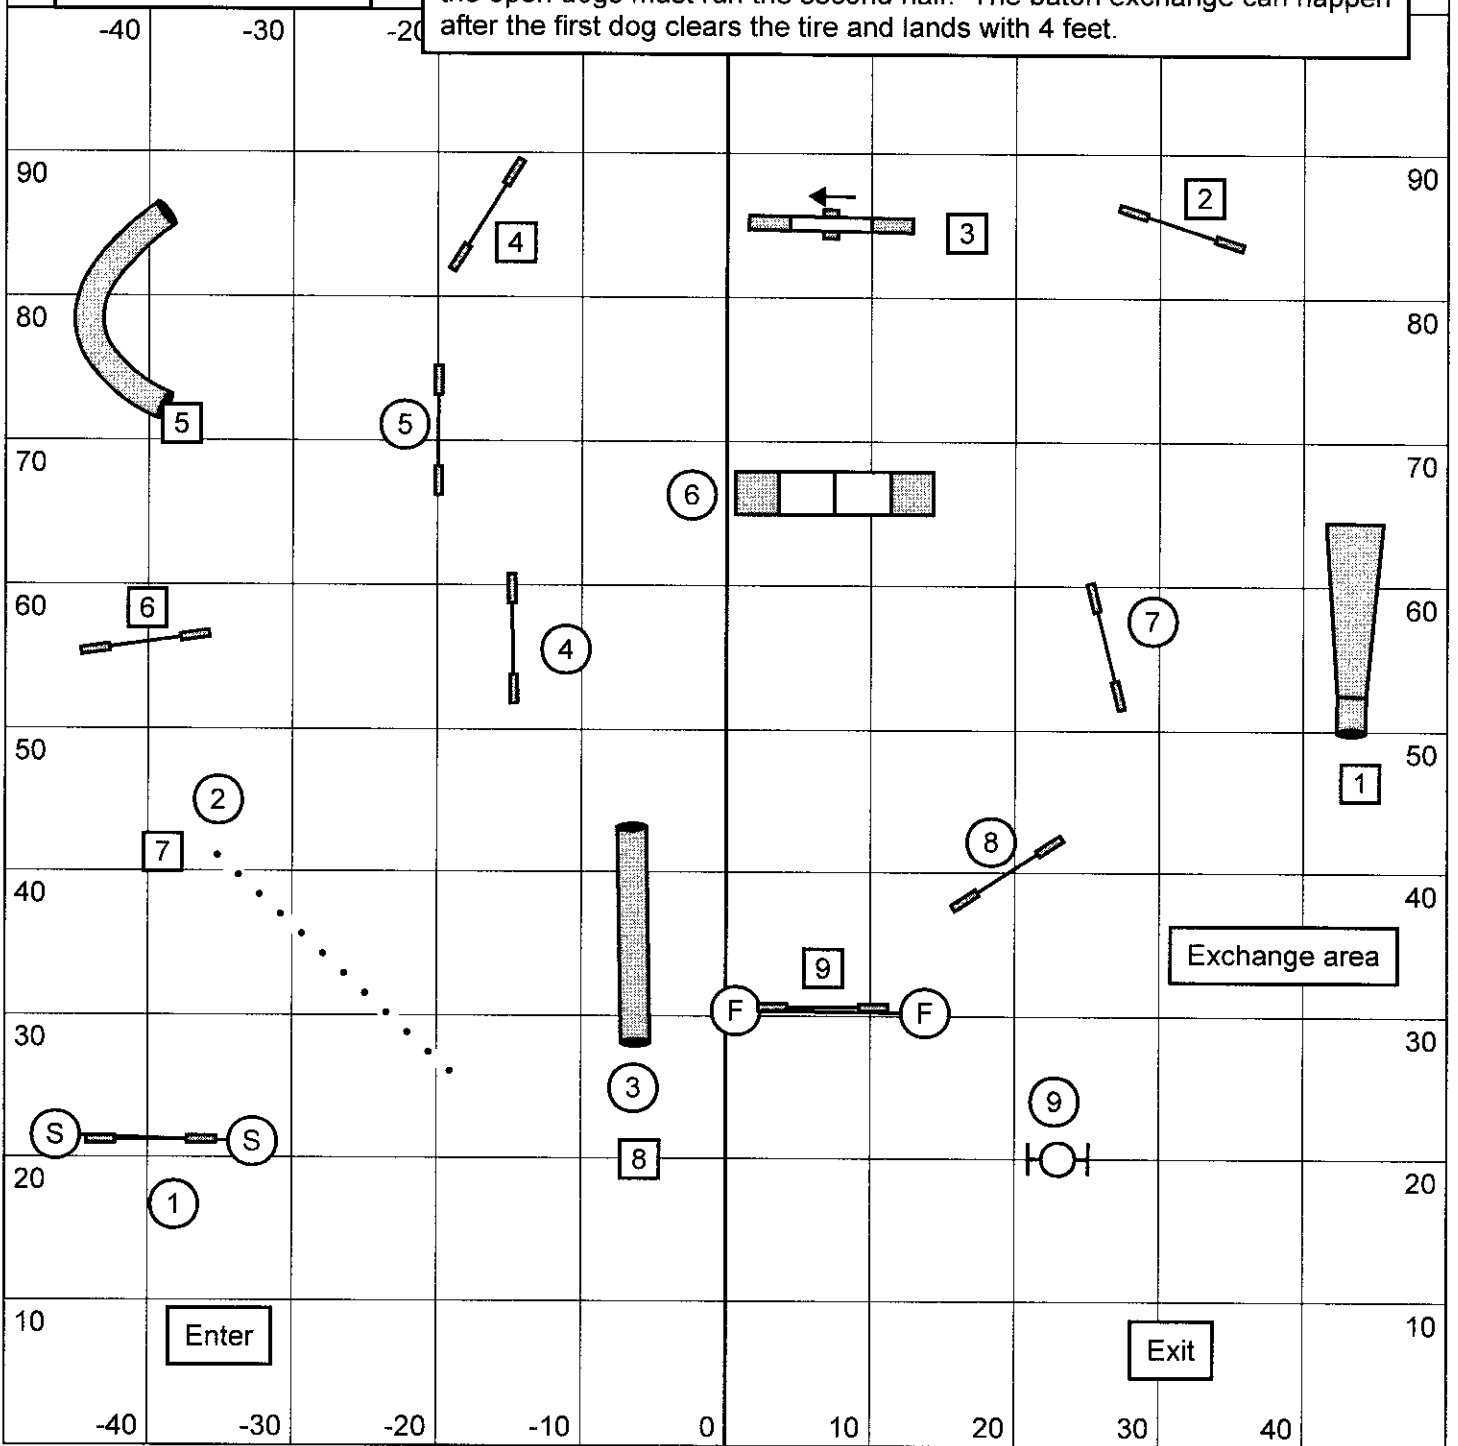 the open dogs must run the second half. The baton exchange can happen
after the first dog clears the tire and lands with 4 feet.
-40 -30 -20
90 90
2
4 3
80 80
5
5
70 70
6
6
60 60
7
4
50 50
2 1
7 8
40 40
Exchange area
9
F F
30 30
3 9
S S
8
20 20
1
10 10
Enter Exit
-40 -30 -20 -10 0 10 20 30 40